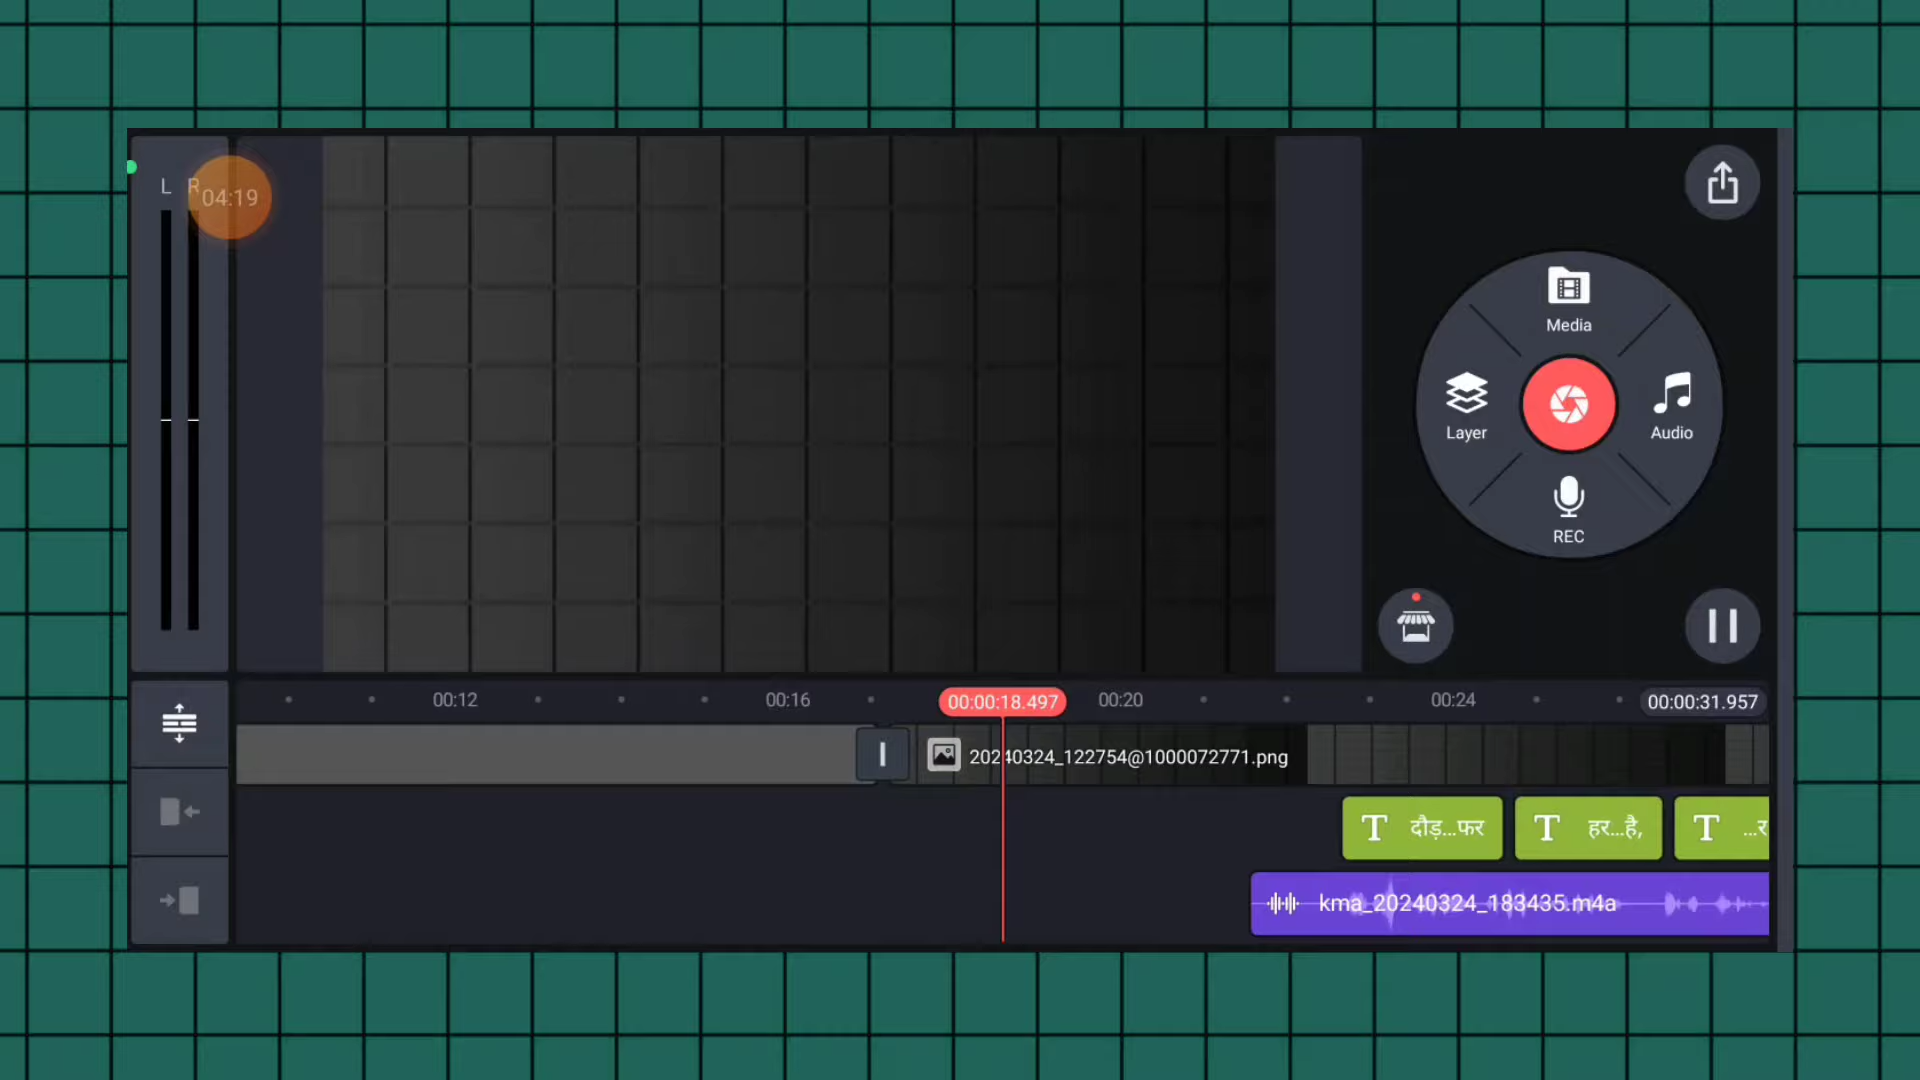 L R
04:19
Media
Layer
Audio
REC
00:12 00:16 00:00:18.497 00:20 00:24 00:00:31.957
20240324_122754@1000072771.png
T दौड़...फर T हर...है, T ...र
kma_20240324_183435.m4a